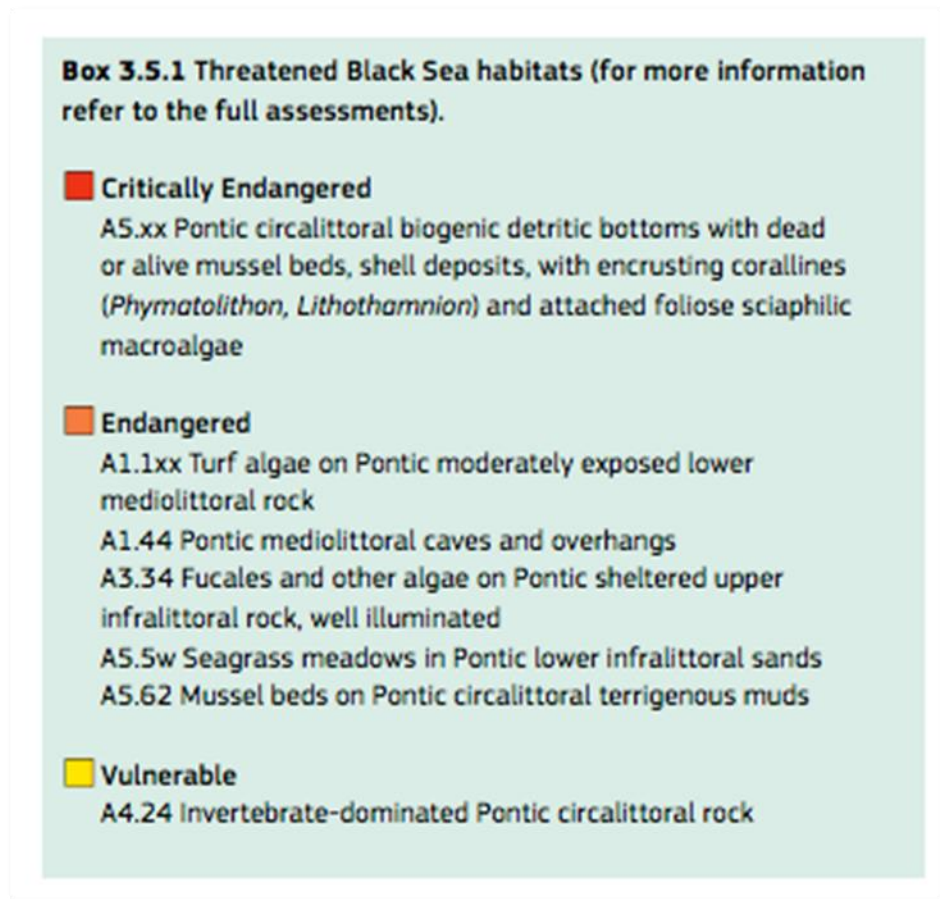 Box 3.5.1 Threatened Black Sea habitats (for more information
refer to the full assessments).
Critically Endangered
A5.xx Pontic circalittoral biogenic detritic bottoms with dead
or alive mussel beds, shell deposits, with encrusting corallines
(Phymatolithon, Lithothamnion) and attached foliose sciaphilic
macroalgae
Endangered
A1.1xx Turf algae on Pontic moderately exposed lower
mediolittoral rock
A1.44 Pontic mediolittoral caves and overhangs
A3.34 Fucales and other algae on Pontic sheltered upper
infralittoral rock, well illuminated
A5.5w Seagrass meadows in Pontic lower infralittoral sands
A5.62 Mussel beds on Pontic circalittoral terrigenous muds
Vulnerable
A4.24 Invertebrate-dominated Pontic circalittoral rock